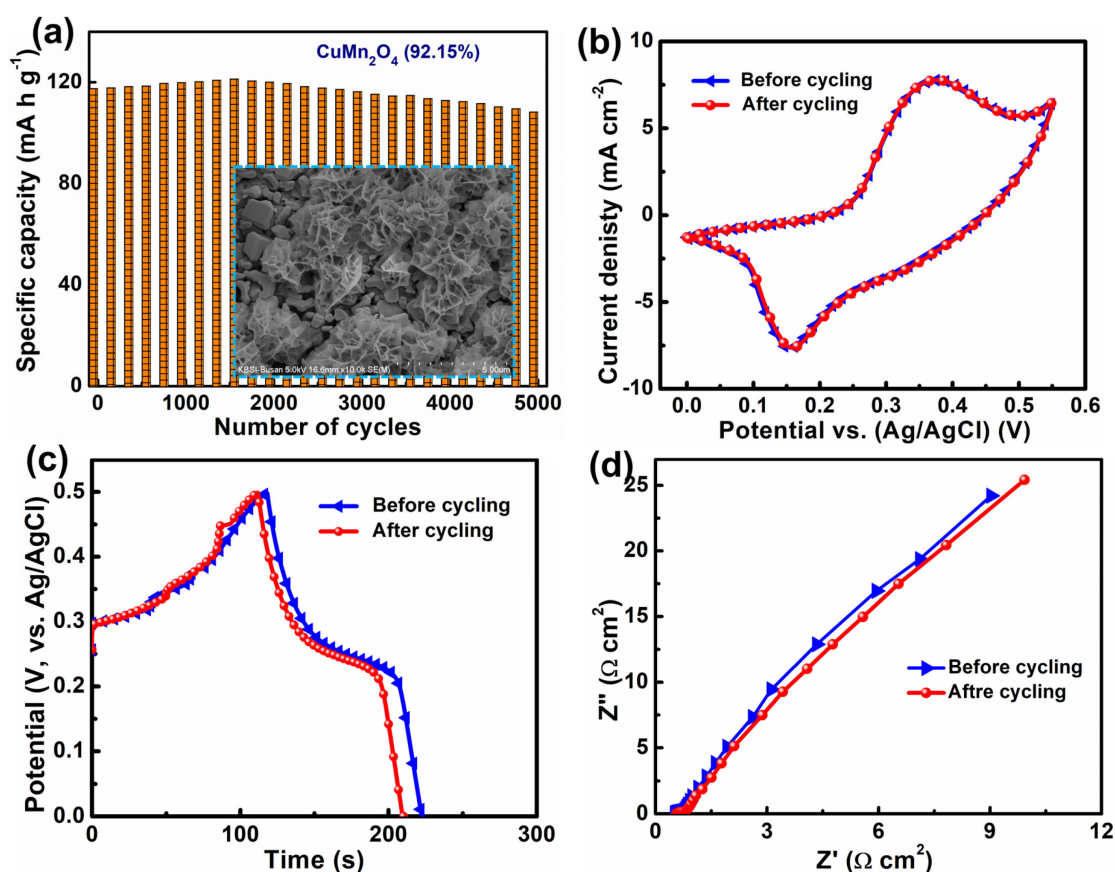 (a)
CuMn₂O₄ (92.15%)
Specific capacity (mA h g⁻¹)
120
80
40
0
KBSI-Busan 5.0kV 16.6mm x10.0k SE(M)
5.00um
0 1000 2000 3000 4000 5000
Number of cycles
(b)
Before cycling
After cycling
Current denisty (mA cm⁻²)
10
5
0
-5
-10
0.0 0.1 0.2 0.3 0.4 0.5 0.6
Potential vs. (Ag/AgCl) (V)
(c)
Before cycling
After cycling
Potential (V, vs. Ag/AgCl)
0.5
0.4
0.3
0.2
0.1
0.0
0 100 200 300
Time (s)
(d)
Before cycling
Aftre cycling
Z'' (Ω cm²)
25
20
15
10
5
0
0 3 6 9 12
Z' (Ω cm²)